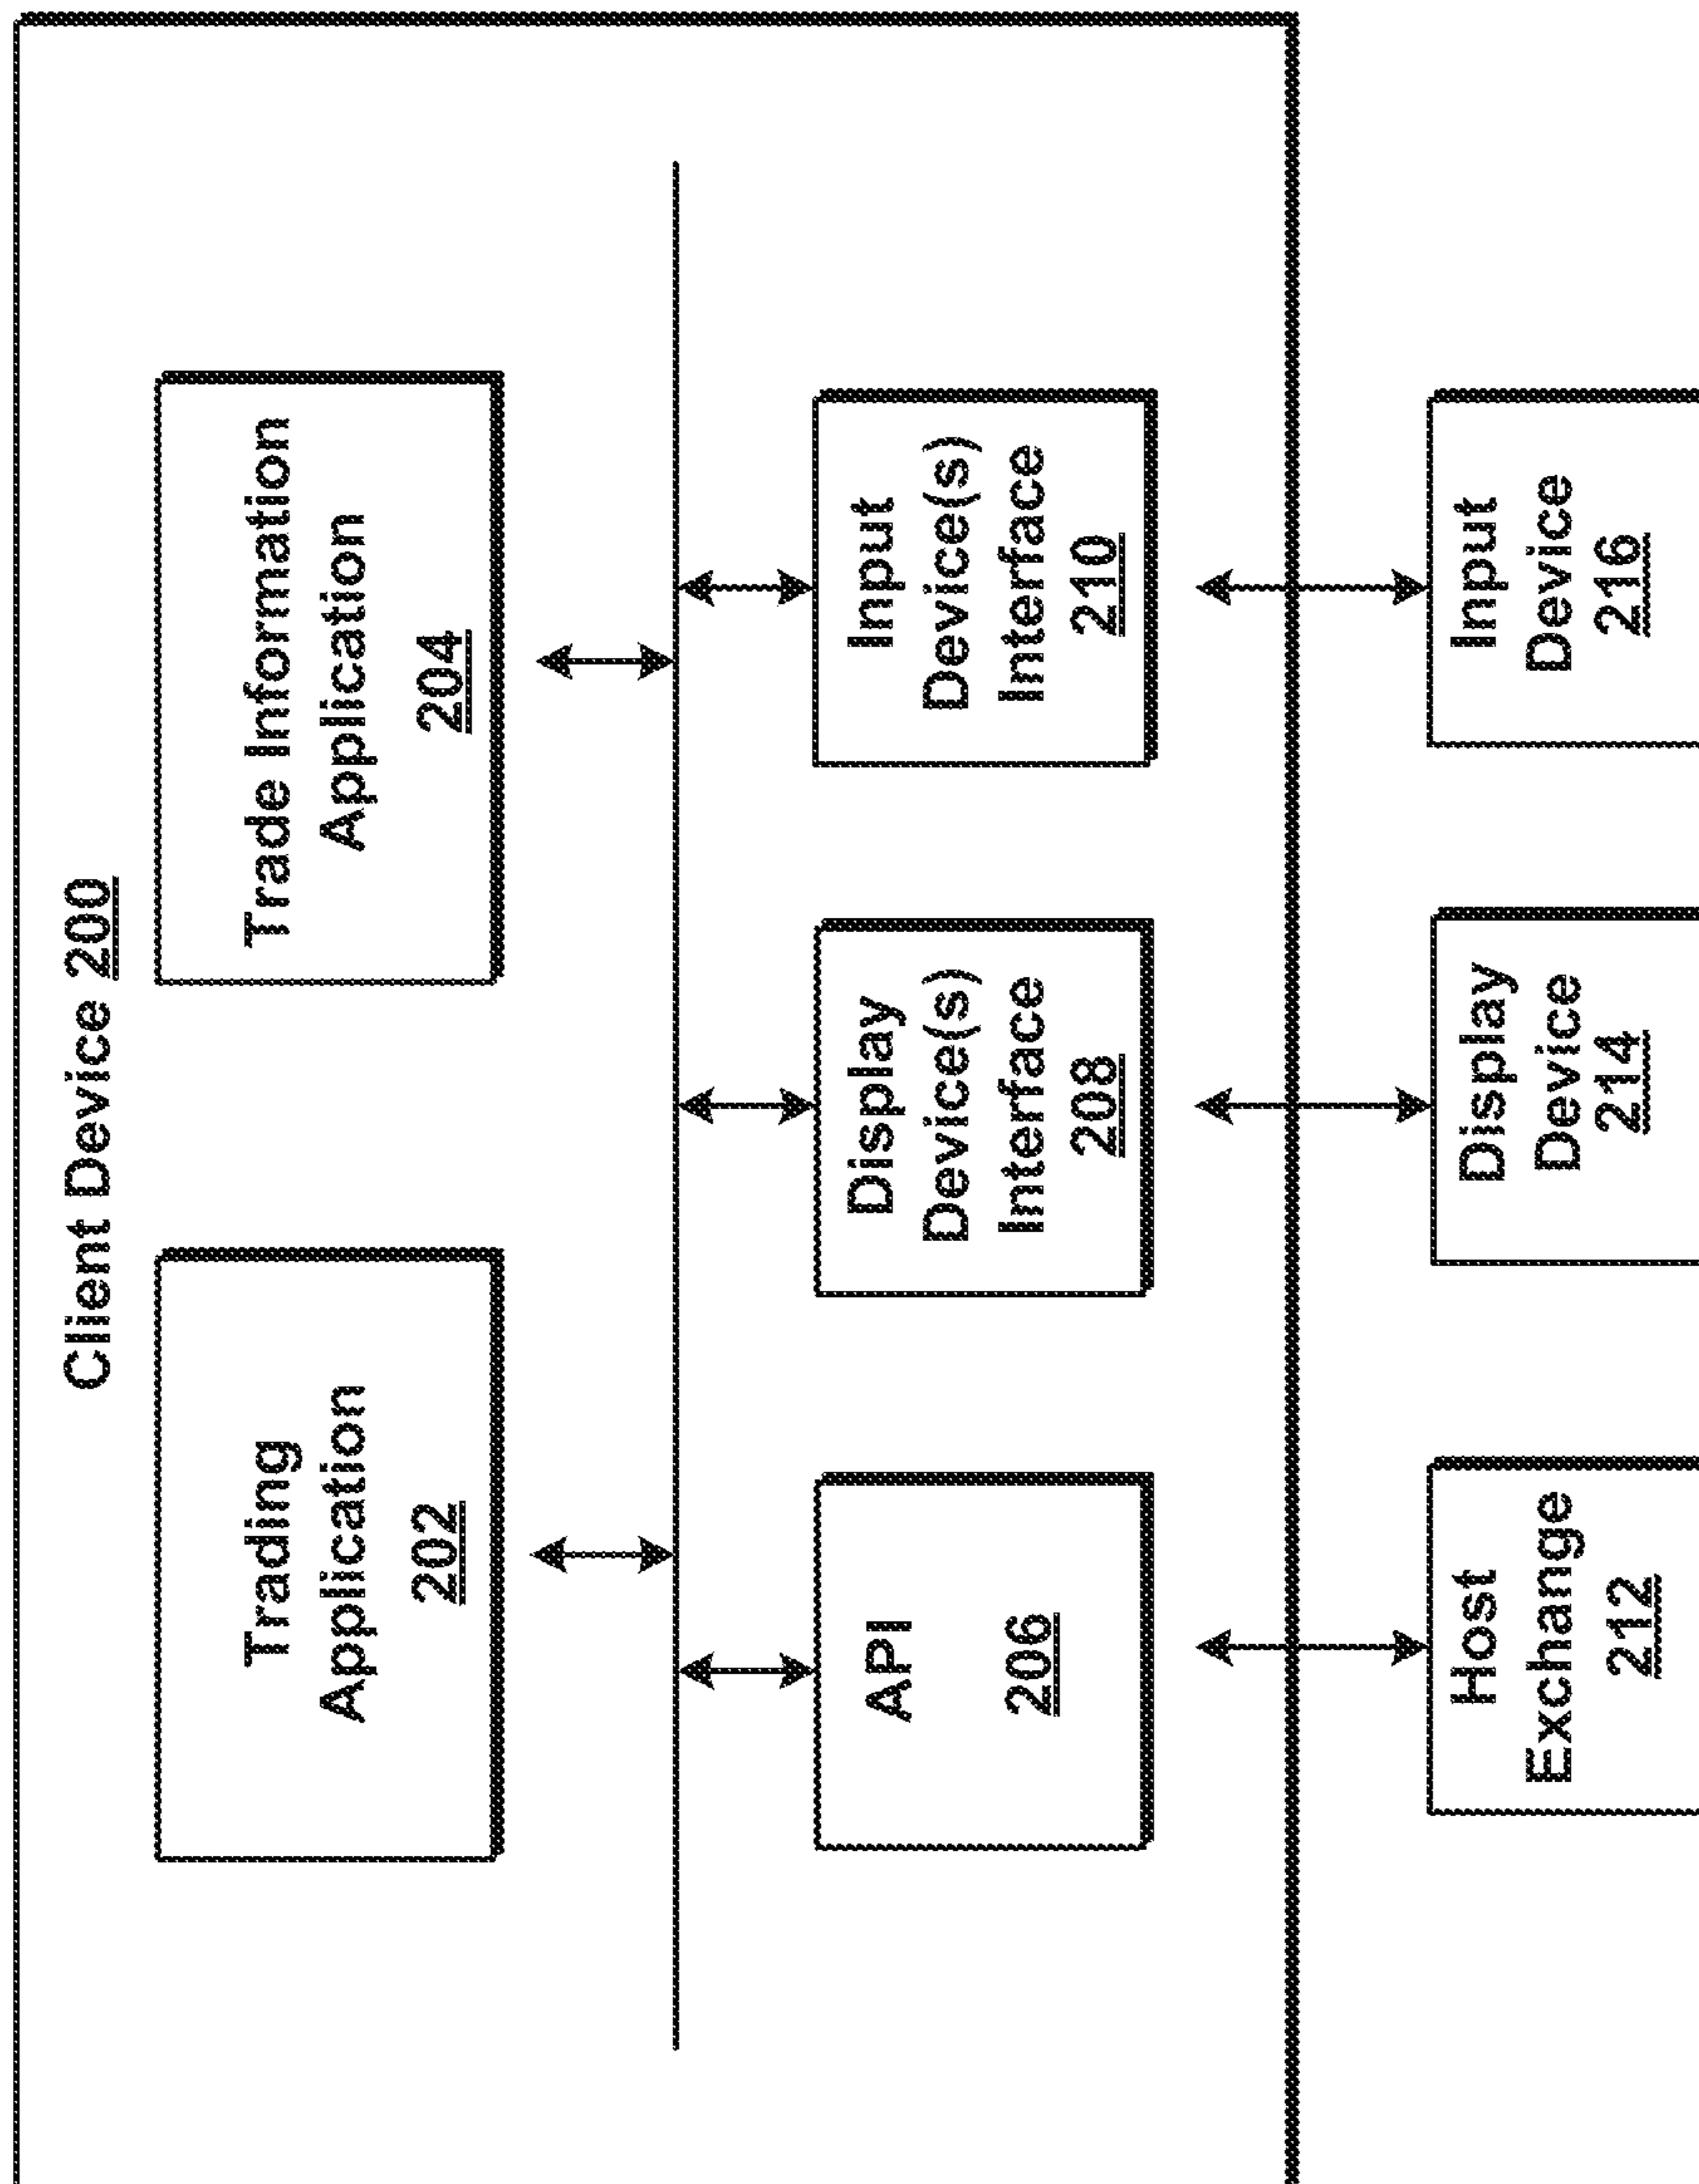 Client Device 200
Trading
Application
202
Trade Information
Application
204
API
206
Display
Device(s)
Interface
208
Input
Device(s)
Interface
210
Host
Exchange
212
Display
Device
214
Input
Device
216